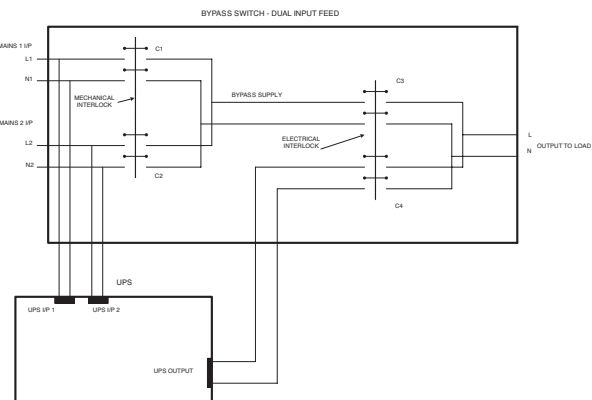 BYPASS SWITCH - DUAL INPUT FEED
MAINS 1 I/P
L1
N1
C1
MECHANICAL
INTERLOCK
BYPASS SUPPLY
C3
MAINS 2 I/P
L2
N2
C2
ELECTRICAL
INTERLOCK
C4
L
N
OUTPUT TO LOAD
UPS
UPS I/P 1
UPS I/P 2
UPS OUTPUT